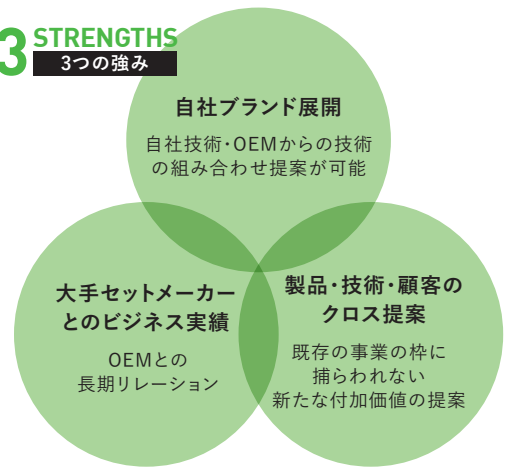 3 STRENGTHS
3つの強み
自社ブランド展開
自社技術・OEMからの技術
の組み合わせ提案が可能
大手セットメーカー
とのビジネス実績
OEMとの
長期リレーション
製品・技術・顧客の
クロス提案
既存の事業の枠に
捕らわれない
新たな付加価値の提案